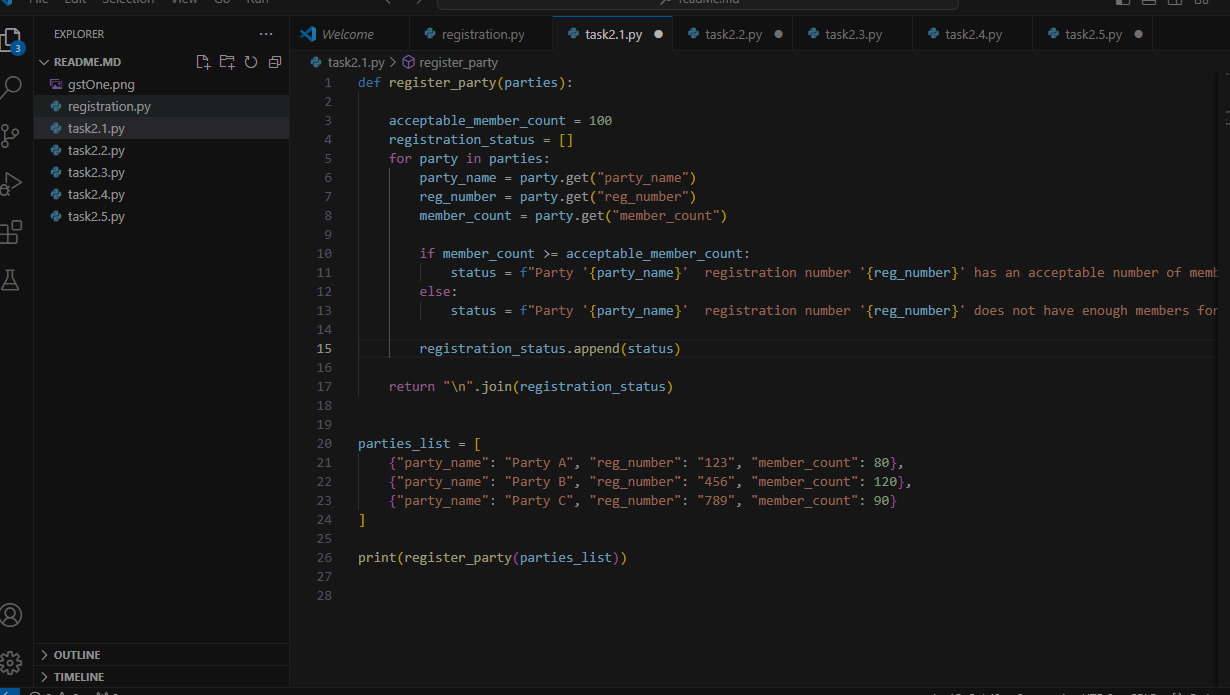 File Edit Selection View Go Run
readme.md
EXPLORER
Welcome registration.py task2.1.py task2.2.py task2.3.py task2.4.py task2.5.py
3
README.MD
gstOne.png
registration.py
task2.1.py
task2.2.py
task2.3.py
task2.4.py
task2.5.py
task2.1.py > register_party
1 def register_party(parties):
2
3 acceptable_member_count = 100
4 registration_status = []
5 for party in parties:
6 party_name = party.get("party_name")
7 reg_number = party.get("reg_number")
8 member_count = party.get("member_count")
9
10 if member_count >= acceptable_member_count:
11 status = f"Party '{party_name}'  registration number '{reg_number}' has an acceptable number of memb
12 else:
13 status = f"Party '{party_name}'  registration number '{reg_number}' does not have enough members for
14
15 registration_status.append(status)
16
17 return "\n".join(registration_status)
18
19
20 parties_list = [
21 {"party_name": "Party A", "reg_number": "123", "member_count": 80},
22 {"party_name": "Party B", "reg_number": "456", "member_count": 120},
23 {"party_name": "Party C", "reg_number": "789", "member_count": 90}
24 ]
25
26 print(register_party(parties_list))
27
28
OUTLINE
TIMELINE